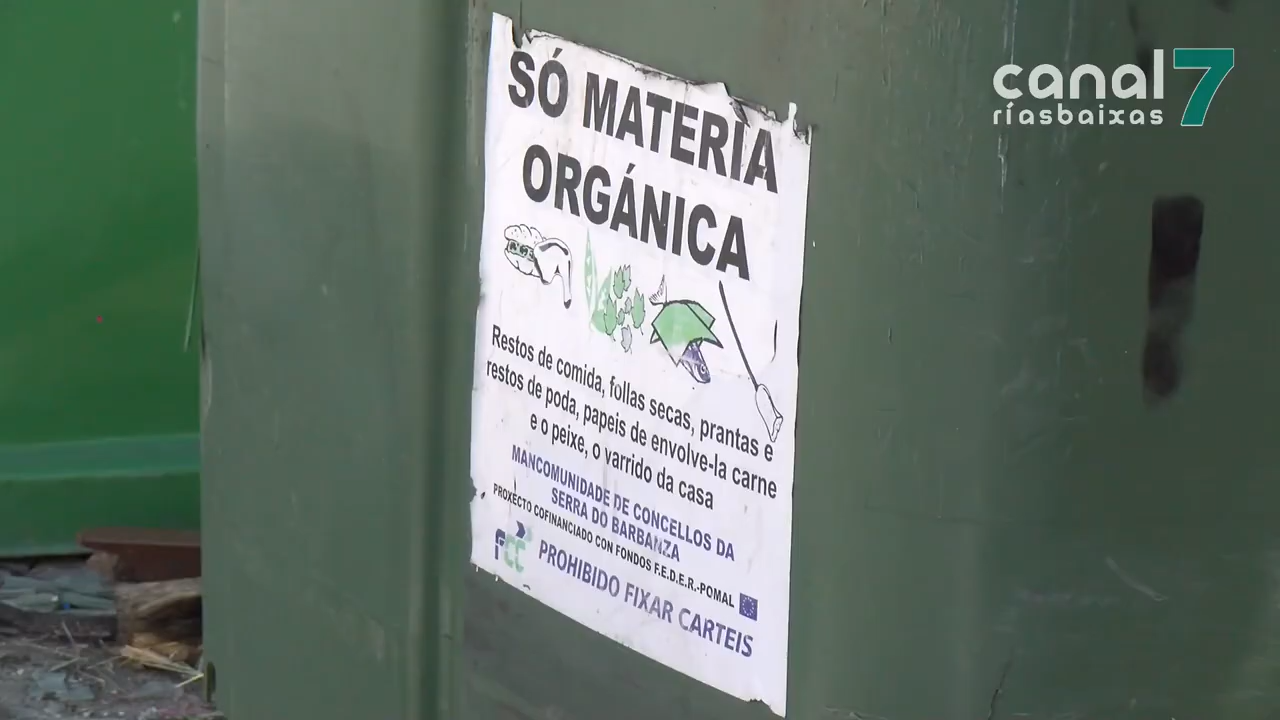 canal 7
ríasbaixas
SÓ MATERIA
ORGÁNICA
Restos de comida, follas secas, prantas e
restos de poda, papeis de envolve-la carne
e o peixe, o varrido da casa
MANCOMUNIDADE DE CONCELLOS DA
SERRA DO BARBANZA
PROXECTO COFINANCIADO CON FONDOS F.E.D.E.R.-POMAL
FCC
PROHIBIDO FIXAR CARTEIS